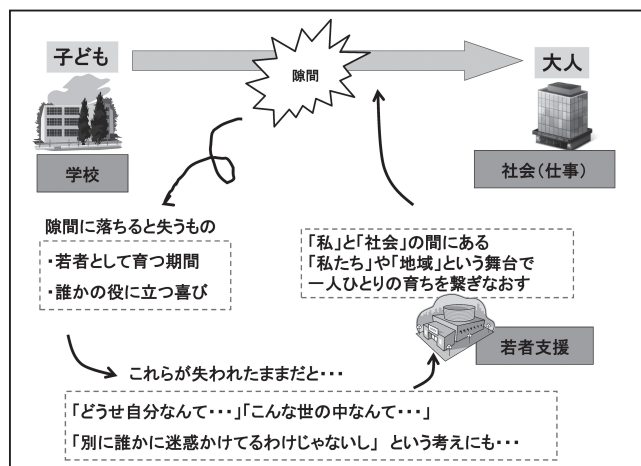 子ども
隙間
大人
学校
社会（仕事）
隙間に落ちると失うもの
・若者として育つ期間
・誰かの役に立つ喜び
「私」と「社会」の間にある
「私たち」や「地域」という舞台で
一人ひとりの育ちを繋ぎなおす
若者支援
これらが失われたままだと・・・
「どうせ自分なんて・・・」「こんな世の中なんて・・・」
「別に誰かに迷惑かけてるわけじゃないし」 という考えにも・・・